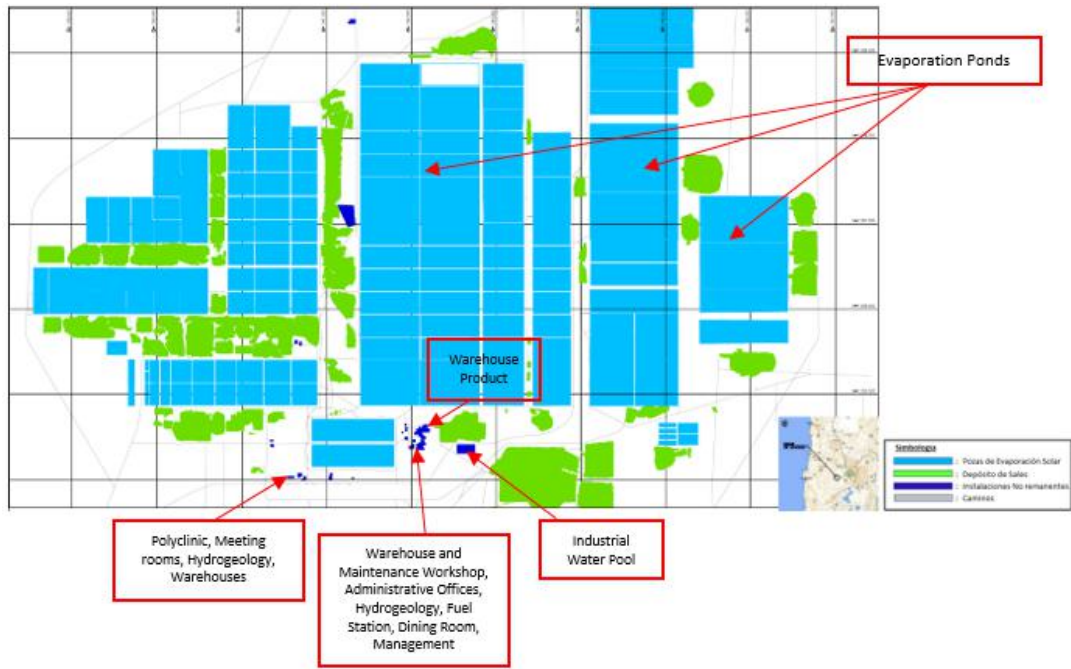 Evaporation Ponds
Warehouse
Product
Simbología
: Pozas de Evaporación Solar
: Depósito de Sales
: Instalaciones No remanentes
: Caminos
Polyclinic, Meeting
rooms, Hydrogeology,
Warehouses
Warehouse and
Maintenance Workshop,
Administrative Offices,
Hydrogeology, Fuel
Station, Dining Room,
Management
Industrial
Water Pool